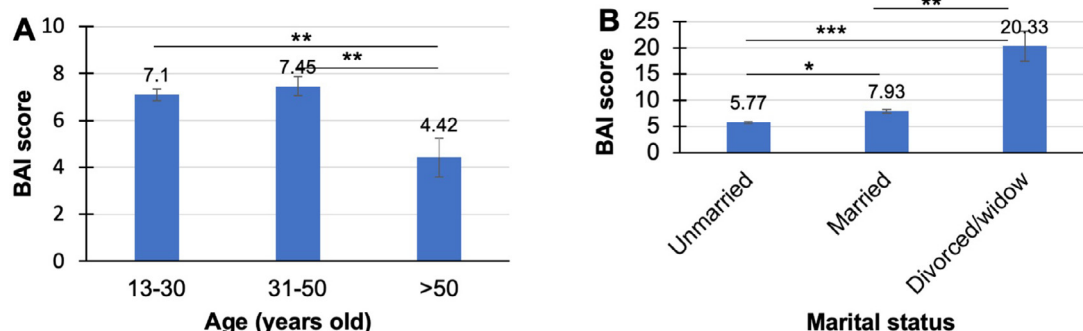 A
BAI score
10
8
6
4
2
0
**
**
7.1
7.45
4.42
13-30 31-50 >50
Age (years old)
B
BAI score
25
20
15
10
5
0
**
***
*
5.77
7.93
20.33
Unmarried
Married
Divorced/widow
Marital status